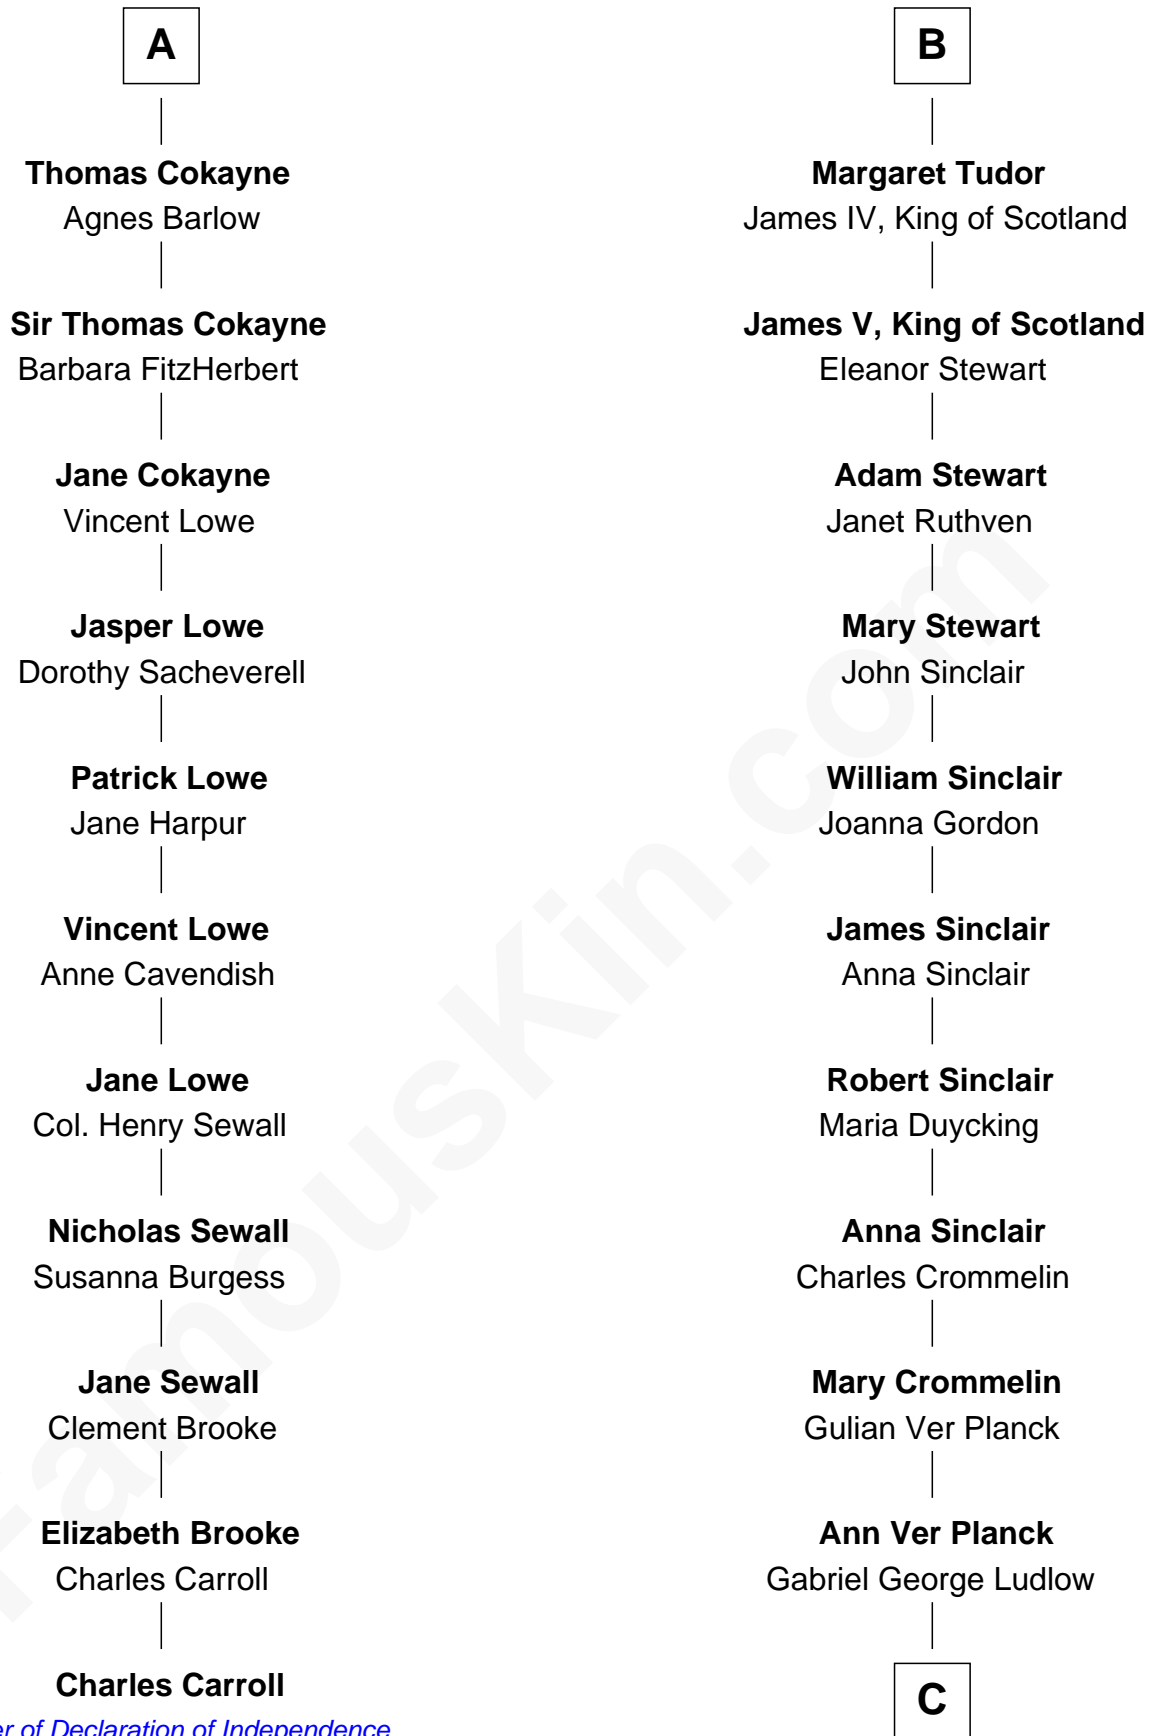 A
Thomas Cokayne
Agnes Barlow
Sir Thomas Cokayne
Barbara FitzHerbert
Jane Cokayne
Vincent Lowe
Jasper Lowe
Dorothy Sacheverell
Patrick Lowe
Jane Harpur
Vincent Lowe
Anne Cavendish
Jane Lowe
Col. Henry Sewall
Nicholas Sewall
Susanna Burgess
Jane Sewall
Clement Brooke
Elizabeth Brooke
Charles Carroll
Charles Carroll
of Declaration of Independence
B
Margaret Tudor
James IV, King of Scotland
James V, King of Scotland
Eleanor Stewart
Adam Stewart
Janet Ruthven
Mary Stewart
John Sinclair
William Sinclair
Joanna Gordon
James Sinclair
Anna Sinclair
Robert Sinclair
Maria Duycking
Anna Sinclair
Charles Crommelin
Mary Crommelin
Gulian Ver Planck
Ann Ver Planck
Gabriel George Ludlow
C
FamousKin.com